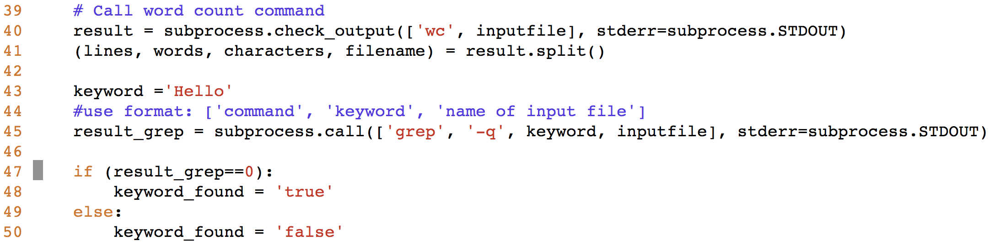 39     # Call word count command
40     result = subprocess.check_output(['wc', inputfile], stderr=subprocess.STDOUT)
41     (lines, words, characters, filename) = result.split()
42
43     keyword ='Hello'
44     #use format: ['command', 'keyword', 'name of input file']
45     result_grep = subprocess.call(['grep', '-q', keyword, inputfile], stderr=subprocess.STDOUT)
46
47     if (result_grep==0):
48         keyword_found = 'true'
49     else:
50         keyword_found = 'false'